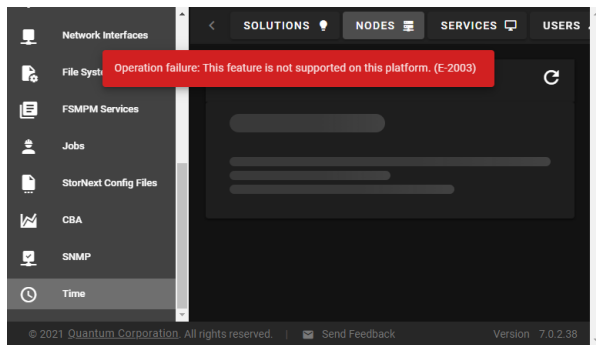 SOLUTIONS
NODES
SERVICES
USERS
Network Interfaces
Operation failure: This feature is not supported on this platform. (E-2003)
File Syste
FSMPM Services
Jobs
StorNext Config Files
CBA
SNMP
Time
© 2021 Quantum Corporation. All rights reserved. | Send Feedback Version 7.0.2.38